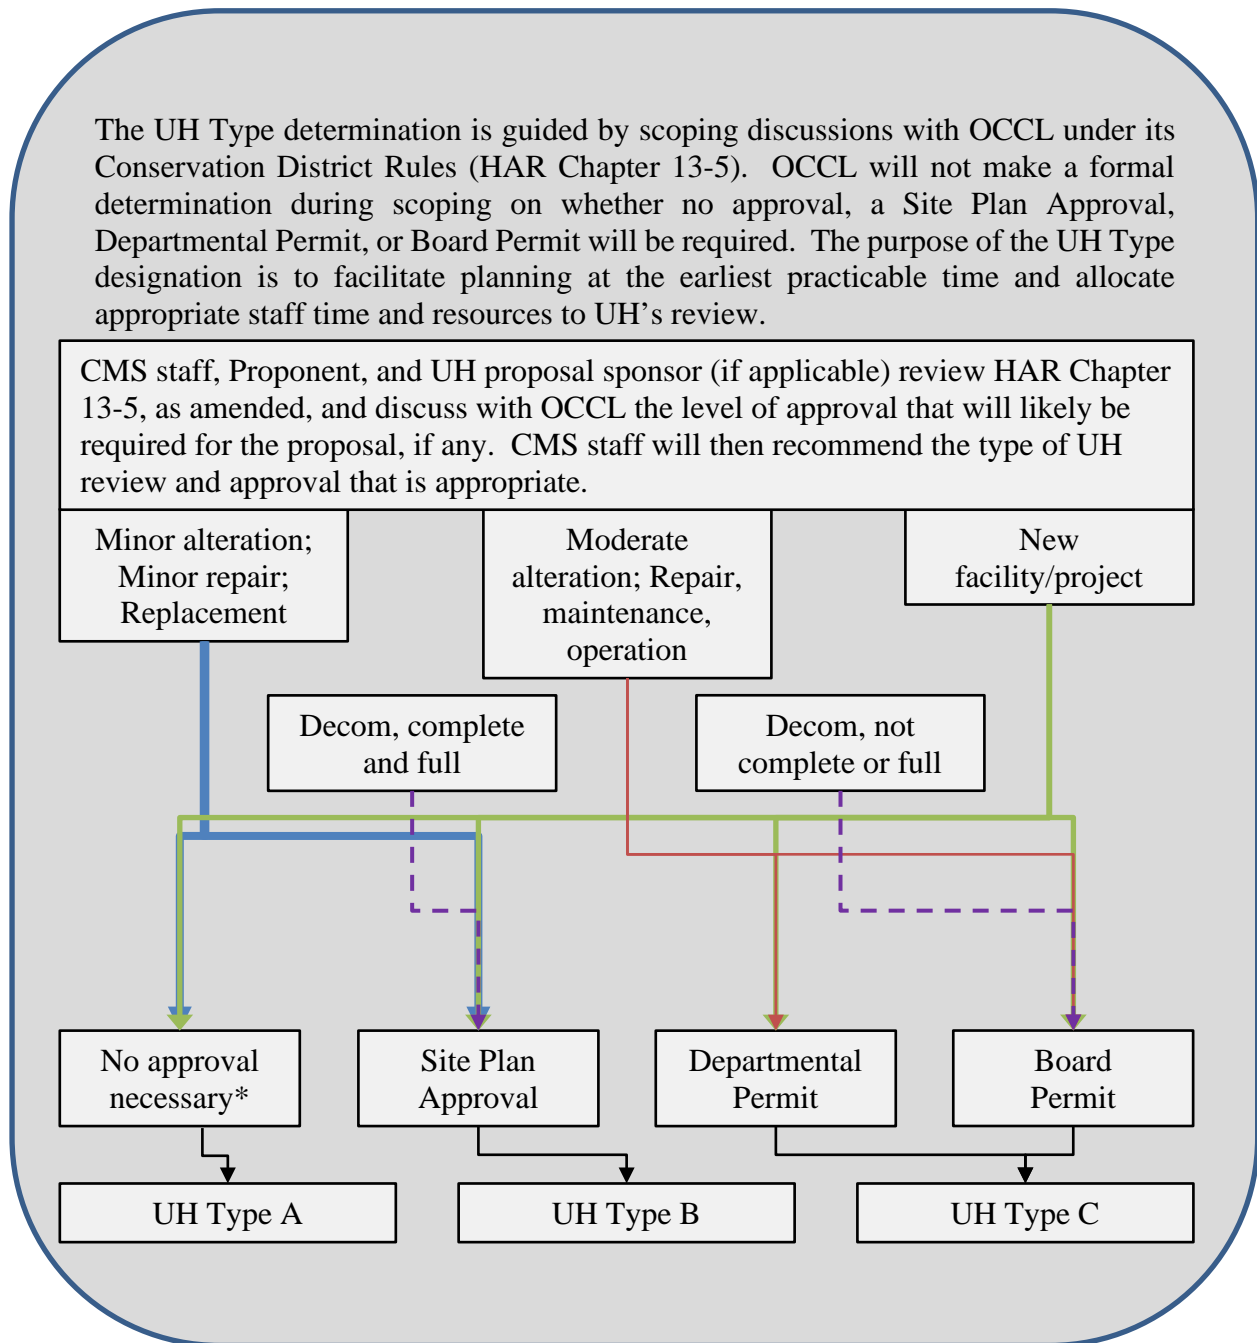 The UH Type determination is guided by scoping discussions with OCCL under its
Conservation District Rules (HAR Chapter 13-5). OCCL will not make a formal
determination during scoping on whether no approval, a Site Plan Approval,
Departmental Permit, or Board Permit will be required. The purpose of the UH Type
designation is to facilitate planning at the earliest practicable time and allocate
appropriate staff time and resources to UH’s review.
CMS staff, Proponent, and UH proposal sponsor (if applicable) review HAR Chapter
13-5, as amended, and discuss with OCCL the level of approval that will likely be
required for the proposal, if any. CMS staff will then recommend the type of UH
review and approval that is appropriate.
Minor alteration;
Minor repair;
Replacement
Moderate
alteration; Repair,
maintenance,
operation
New
facility/project
Decom, complete
and full
Decom, not
complete or full
No approval
necessary*
Site Plan
Approval
Departmental
Permit
Board
Permit
UH Type A
UH Type B
UH Type C